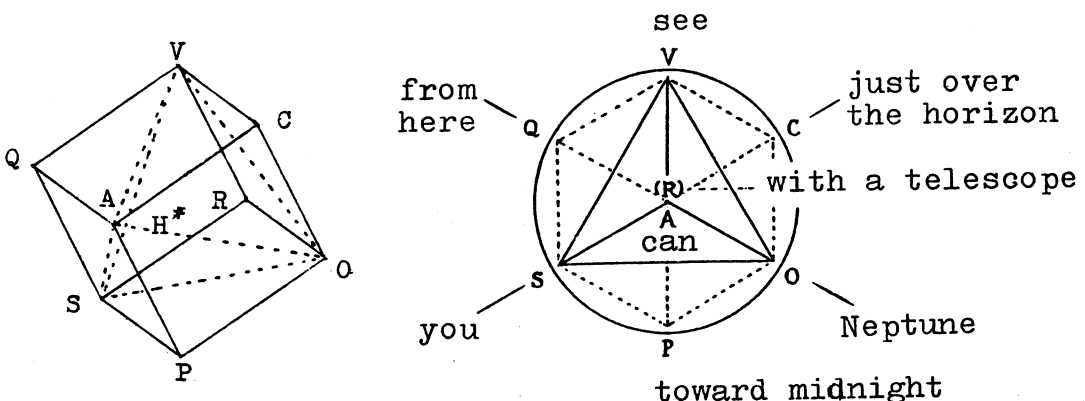 V
C
Q
A
R
H*
S
O
P
see
V
from
here
Q
C
just over
the horizon
(R)
with a telescope
A
can
S
O
you
Neptune
P
toward midnight